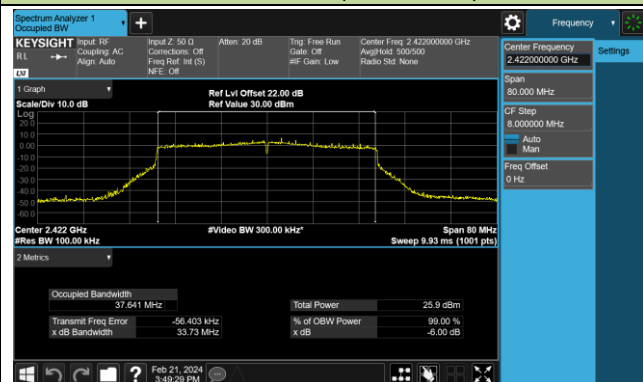 Spectrum Analyzer 1
Occupied BW
+
Frequency
KEYSIGHT
RL
LXI
Input: RF
Coupling: AC
Align: Auto
Input Z: 50 Ω
Corrections: Off
Freq Ref: Int (S)
NFE: Off
Atten: 20 dB
Trig: Free Run
Gate: Off
#IF Gain: Low
Center Freq: 2.422000000 GHz
Avg|Hold: 500/500
Radio Std: None
Center Frequency
2.422000000 GHz
Settings
Span
80.000 MHz
CF Step
8.000000 MHz
Auto
Man
Freq Offset
0 Hz
1 Graph
Scale/Div 10.0 dB
Ref Lvl Offset 22.00 dB
Ref Value 30.00 dBm
Log
20.0
10.0
0.00
-10.0
-20.0
-30.0
-40.0
-50.0
-60.0
Center 2.422 GHz
#Res BW 100.00 kHz
#Video BW 300.00 kHz*
Span 80 MHz
Sweep 9.93 ms (1001 pts)
2 Metrics
Occupied Bandwidth
37.641 MHz
Total Power 25.9 dBm
Transmit Freq Error -56.403 kHz
% of OBW Power 99.00 %
x dB Bandwidth 33.73 MHz
x dB -6.00 dB
?
Feb 21, 2024
3:49:29 PM